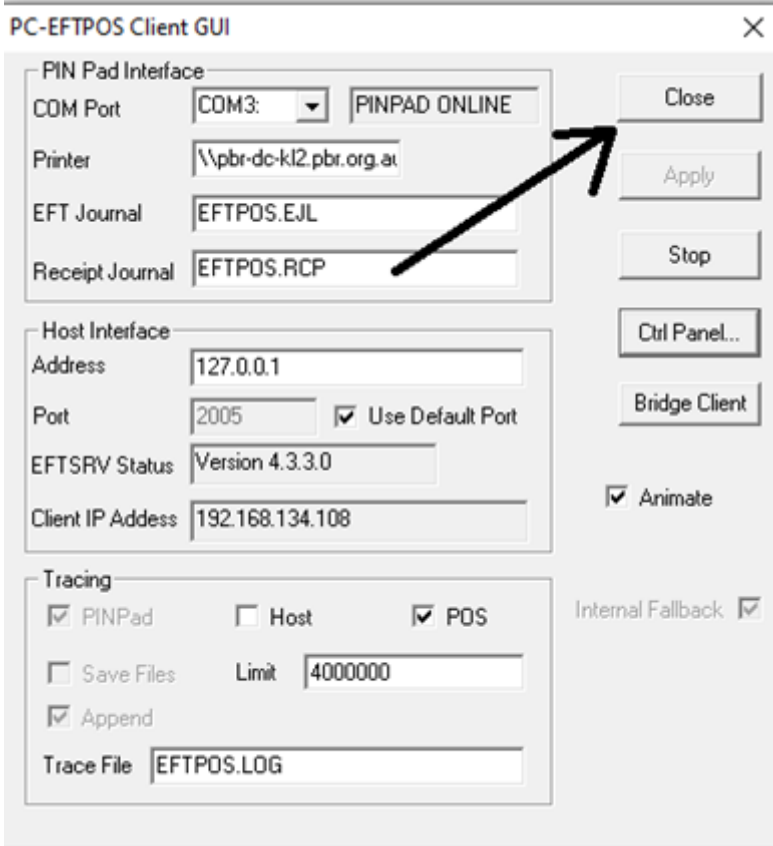 PC-EFTPOS Client GUI
PIN Pad Interface
COM Port COM3: PINPAD ONLINE
Close
Printer \\pbr-dc-kl2.pbr.org.au
Apply
EFT Journal EFTPOS.EJL
Stop
Receipt Journal EFTPOS.RCP
Host Interface
Ctrl Panel...
Address 127.0.0.1
Port 2005 Use Default Port
Bridge Client
EFTSRV Status Version 4.3.3.0
Animate
Client IP Addess 192.168.134.108
Tracing
PINPad Host POS
Internal Fallback
Save Files Limit 4000000
Append
Trace File EFTPOS.LOG